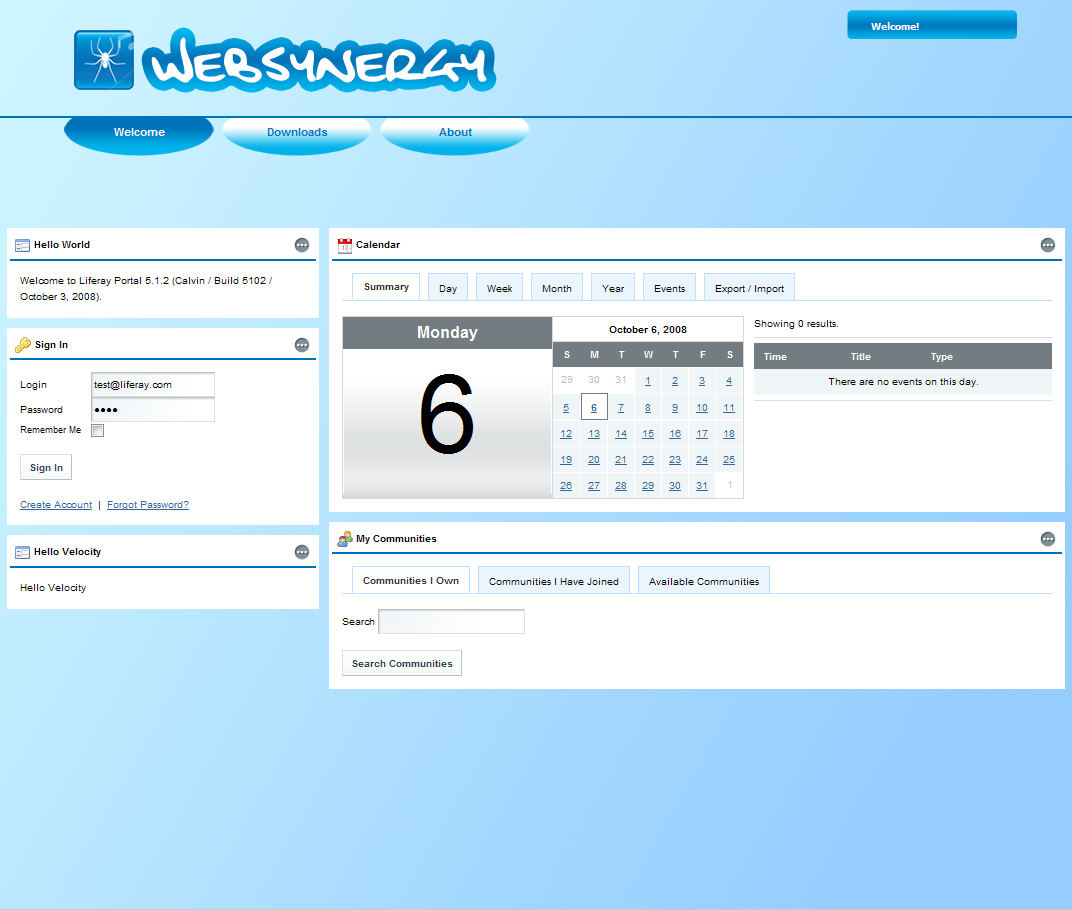 WEBSYNERGY
Welcome!
Welcome Downloads About
Hello World
Welcome to Liferay Portal 5.1.2 (Calvin / Build 5102 /
October 3, 2008).
Sign In
Login test@liferay.com
Password ••••
Remember Me
Sign In
Create Account | Forgot Password?
Hello Velocity
Hello Velocity
Calendar
Summary Day Week Month Year Events Export / Import
Monday
6
October 6, 2008
S M T W T F S
29 30 31 1 2 3 4
5 6 7 8 9 10 11
12 13 14 15 16 17 18
19 20 21 22 23 24 25
26 27 28 29 30 31 1
Showing 0 results.
Time Title Type
There are no events on this day.
My Communities
Communities I Own Communities I Have Joined Available Communities
Search
Search Communities